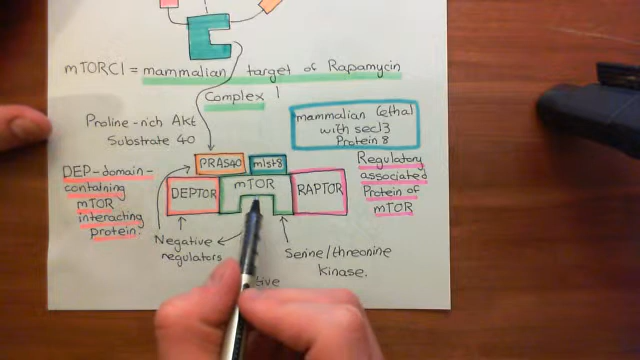 mTORC1 = mammalian target of Rapamycin
Complex 1
Proline-rich Akt
Substrate 40
mammalian lethal
with sec13
Protein 8
PRAS40
mlst8
DEP-domain-
containing
mTOR
interacting
protein.
DEPTOR
mTOR
RAPTOR
Regulatory
associated
Protein of
mTOR
Negative
regulators
Serine/threonine
kinase.